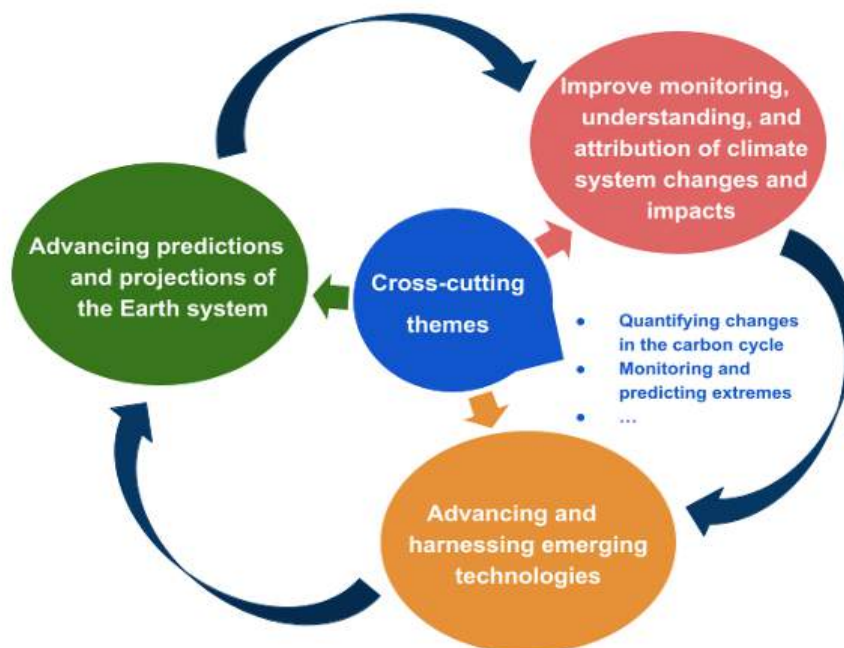 Improve monitoring,
understanding, and
attribution of climate
system changes and
impacts
Advancing predictions
and projections of
the Earth system
Cross-cutting
themes
• Quantifying changes
in the carbon cycle
• Monitoring and
predicting extremes
• ...
Advancing and
harnessing emerging
technologies